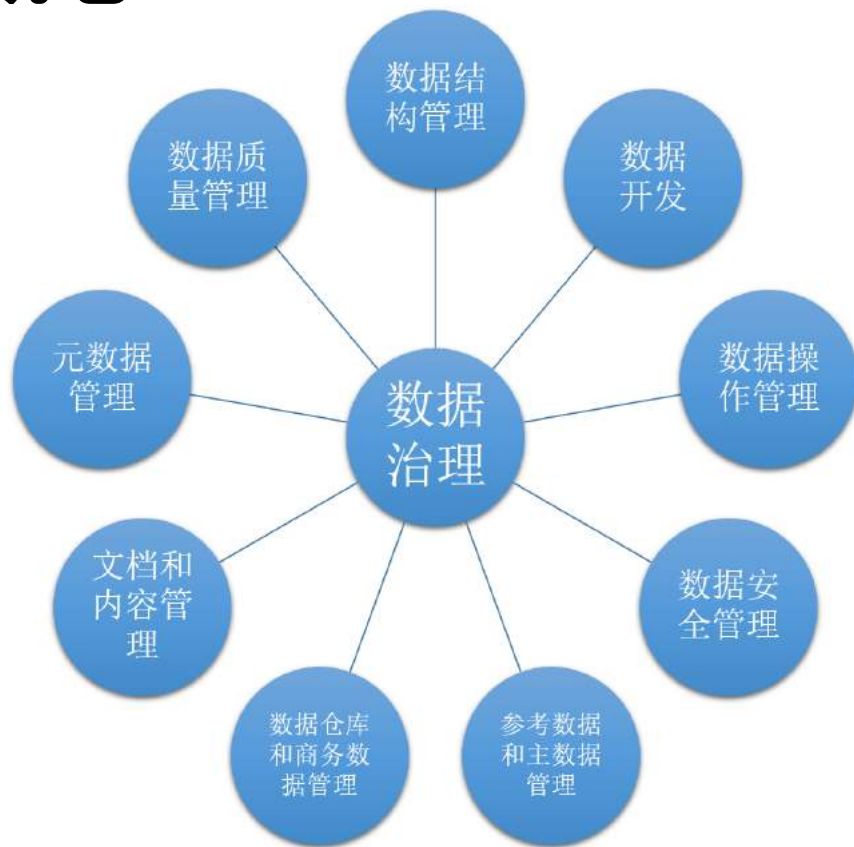 数据结
构管理
数据
开发
数据操
作管理
数据安
全管理
参考数据
和主数据
管理
数据仓库
和商务数
据管理
文档和
内容管
理
元数据
管理
数据质
量管理
数据
治理